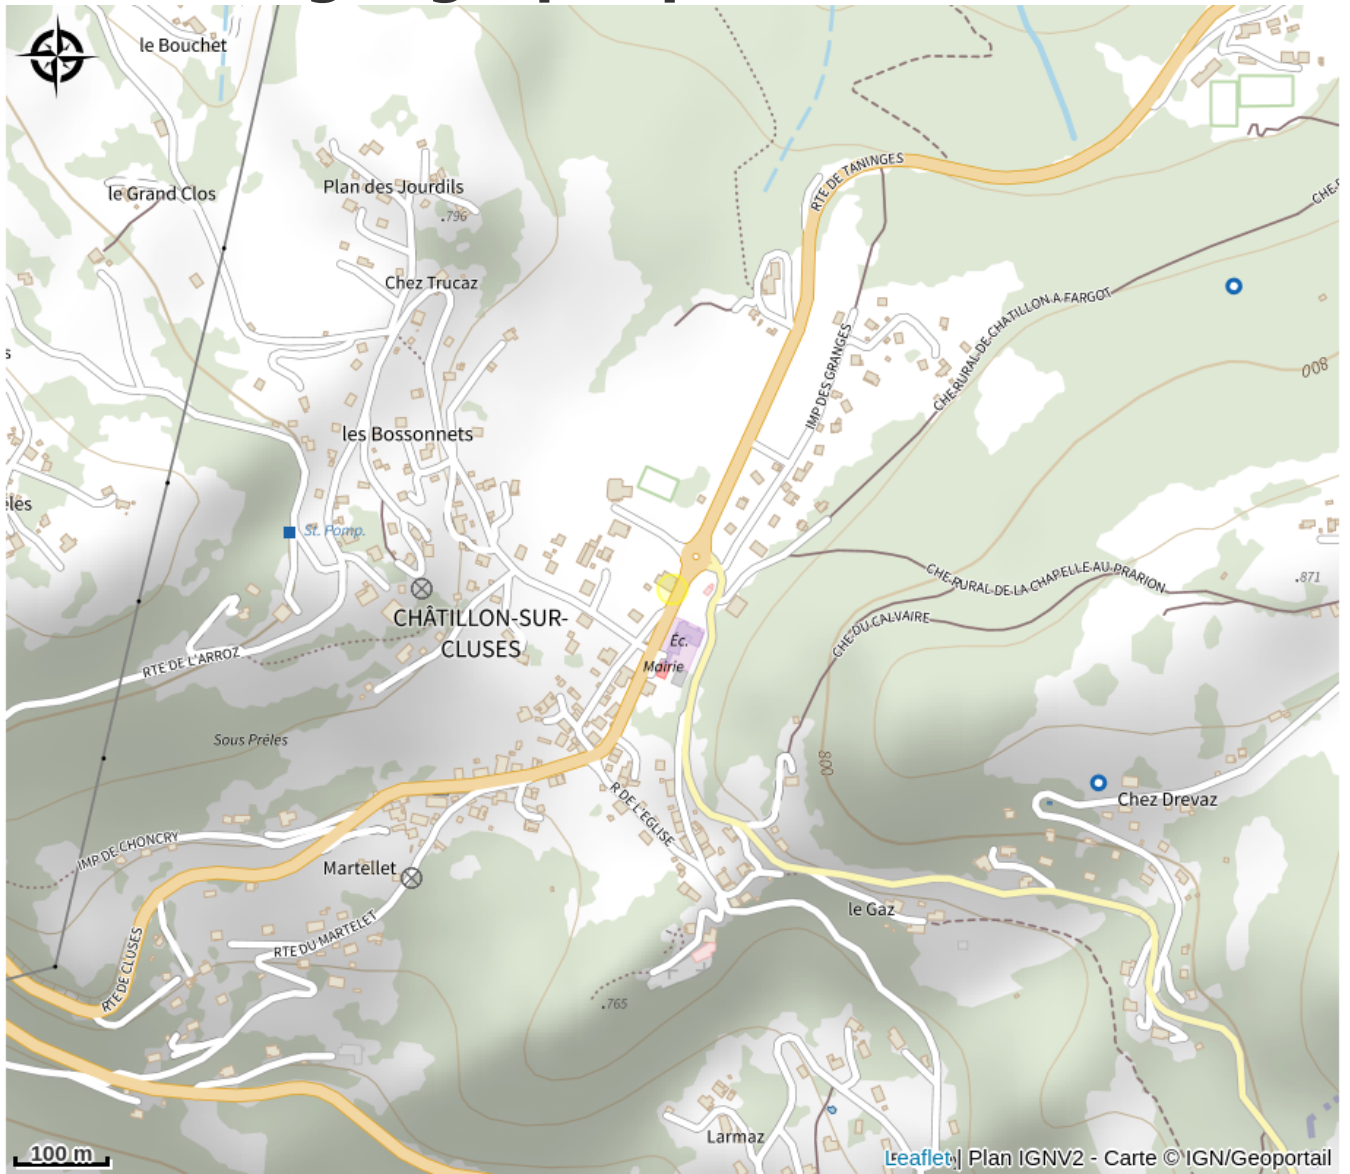 le Bouchet
le Grand Clos
Plan des Jourdils
.796
Chez Trucaz
RTE DE TANINGES
CHE RURAL DE CHATILLON A FARGOT
IMP DES GRANGES
800
les Bossonnets
St. Pomp.
CHÂTILLON-SUR-
CLUSES
CHE RURAL DE LA CHAPELLE AU PRARION
.871
CHE DU CALVAIRE
Éc.
Mairie
RTE DE L'ARROZ
Sous Préles
800
R DE L'EGLISE
Chez Drevaz
IMP DE CHONCRY
Martellet
le Gaz
RTE DU MARTELET
RTE DE CLUSES
.765
Larmaz
100 m
Leaflet | Plan IGNV2 - Carte © IGN/Geoportail